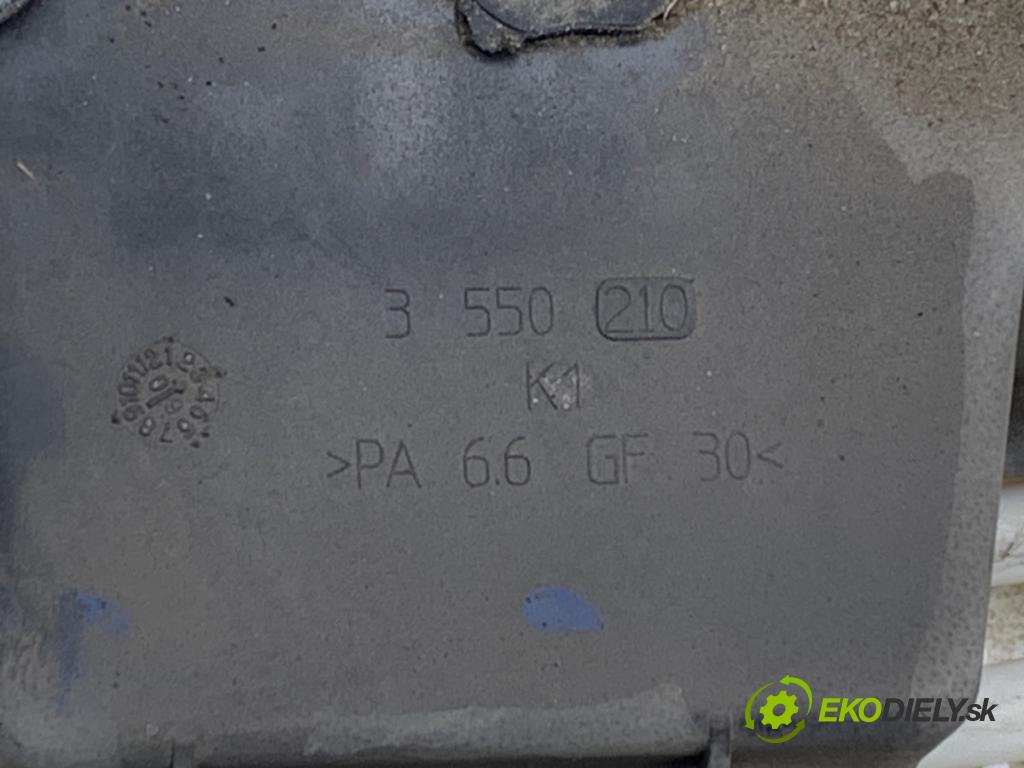 3 550 210
K1
>PA 6.6 GF 30<
EKODIELY.sk